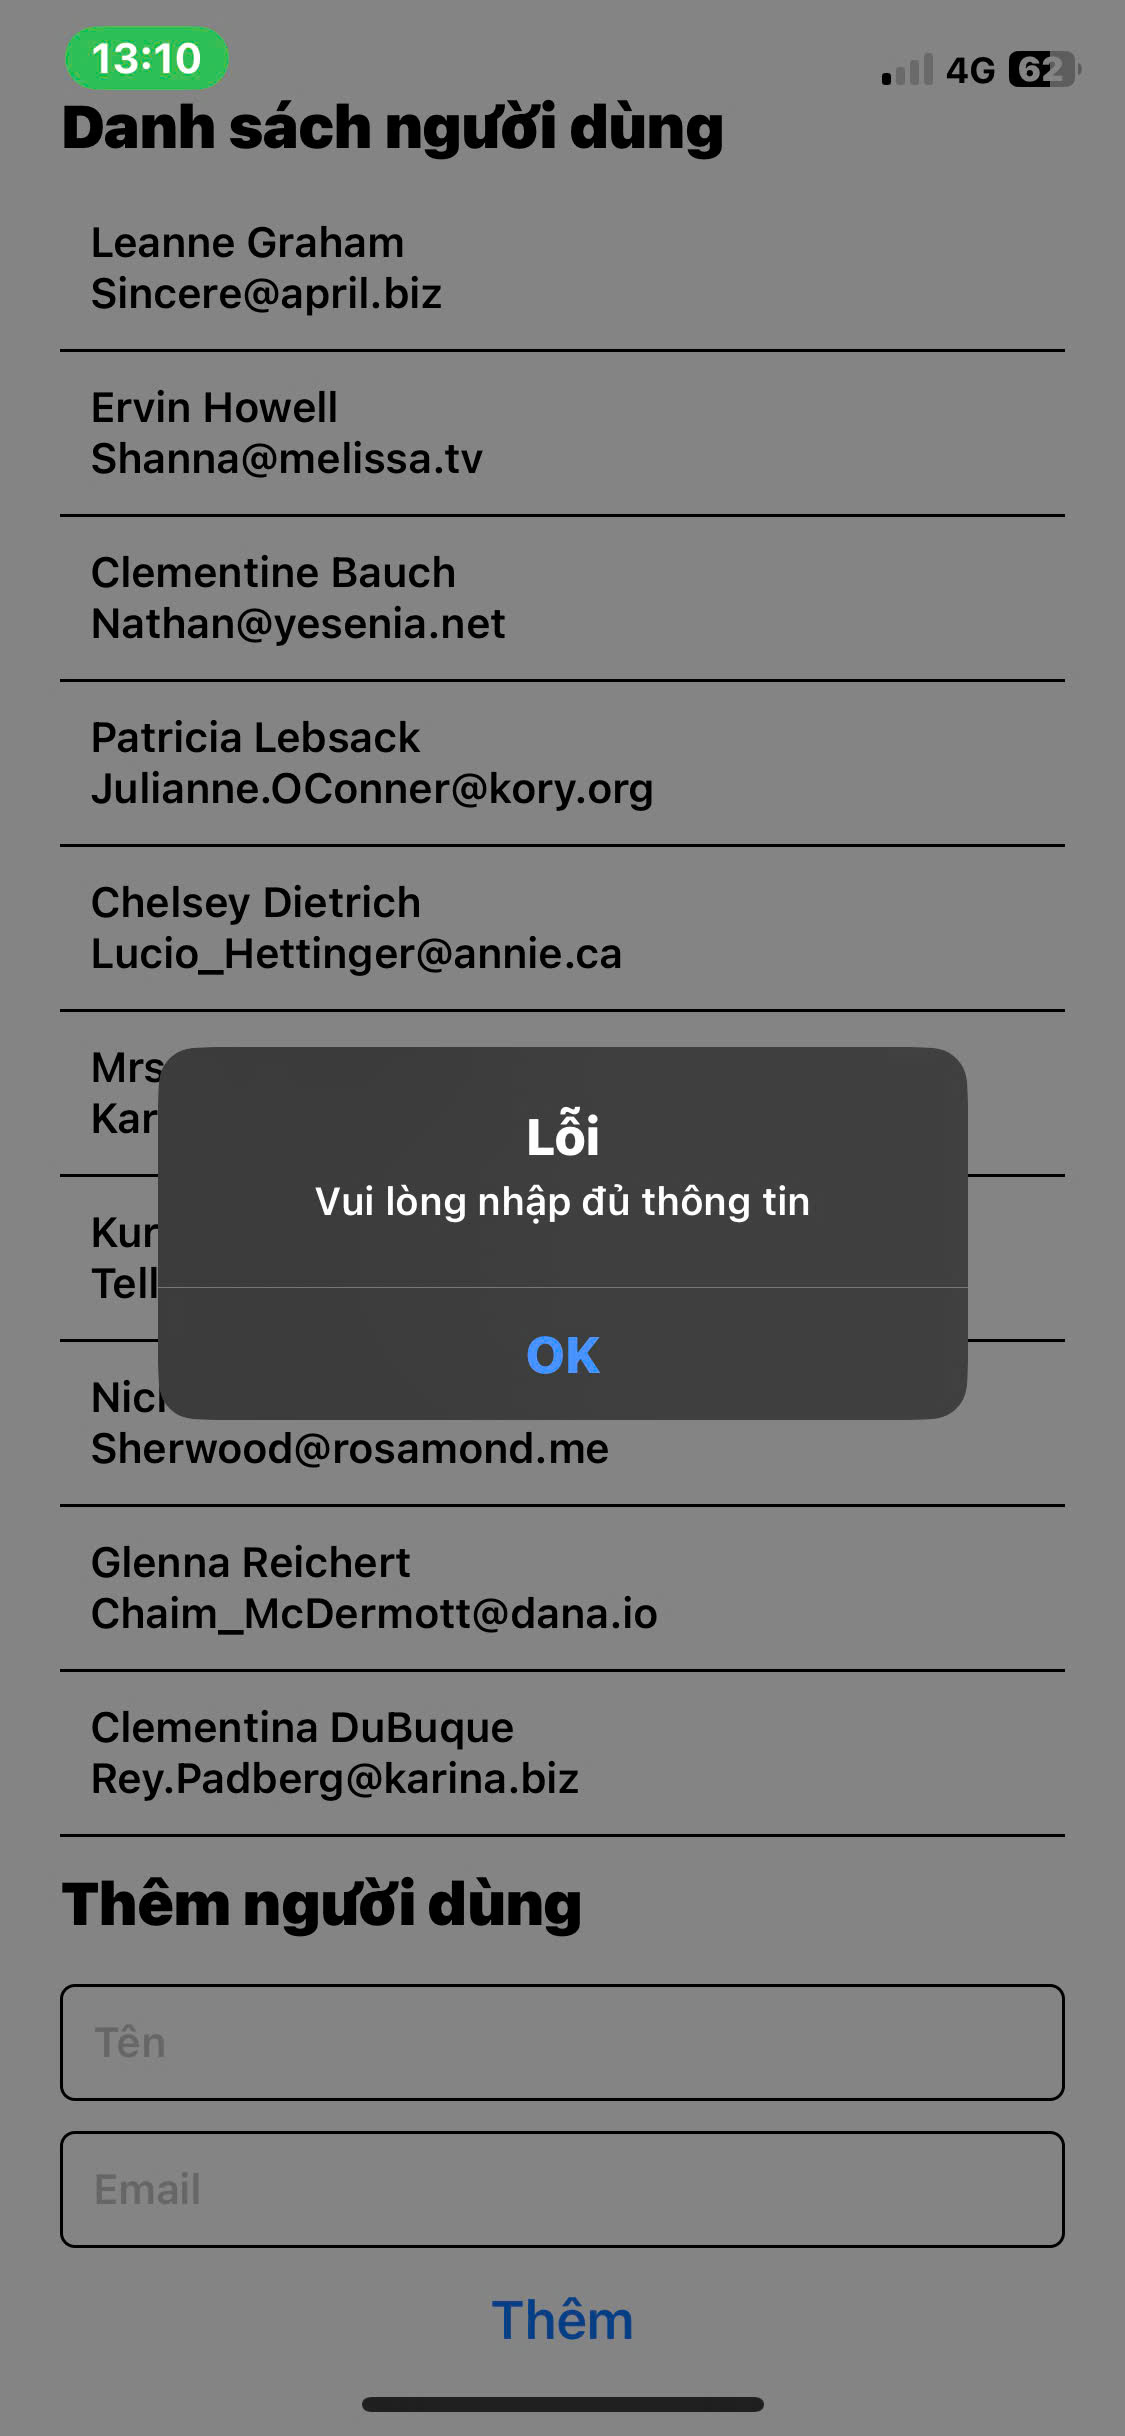 13:10
4G 62
Danh sách người dùng
Leanne Graham
Sincere@april.biz
Ervin Howell
Shanna@melissa.tv
Clementine Bauch
Nathan@yesenia.net
Patricia Lebsack
Julianne.OConner@kory.org
Chelsey Dietrich
Lucio_Hettinger@annie.ca
Mrs
Kar
Lỗi
Vui lòng nhập đủ thông tin
Kur
Tell
OK
Sherwood@rosamond.me
Glenna Reichert
Chaim_McDermott@dana.io
Clementina DuBuque
Rey.Padberg@karina.biz
Thêm người dùng
Tên
Email
Thêm